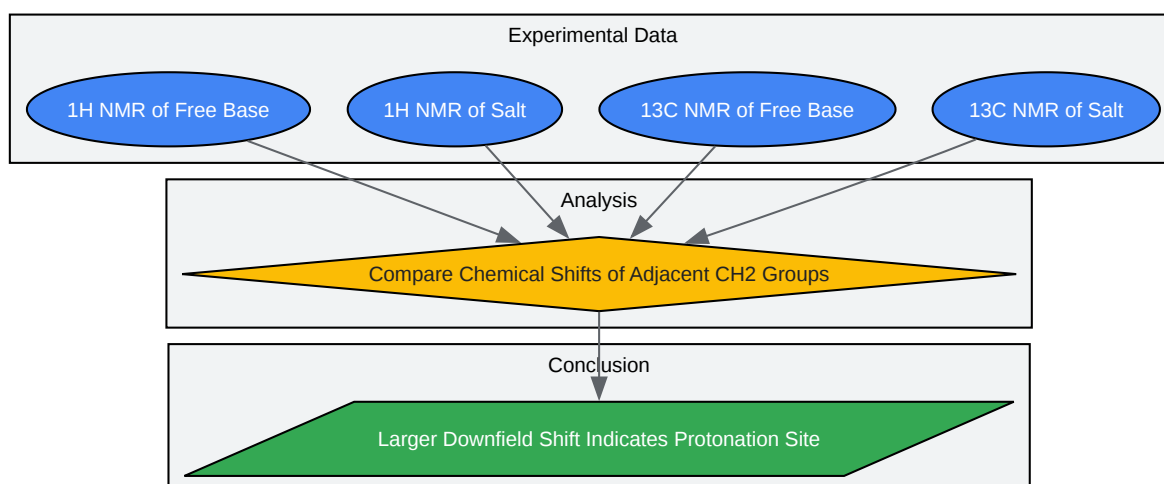 Experimental Data
1H NMR of Free Base
1H NMR of Salt
13C NMR of Free Base
13C NMR of Salt
Analysis
Compare Chemical Shifts of Adjacent CH2 Groups
Conclusion
Larger Downfield Shift Indicates Protonation Site